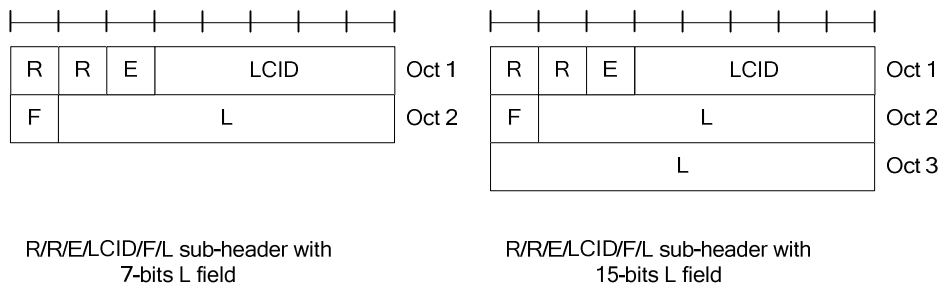 R R E LCID Oct 1
F L Oct 2
R/R/E/LCID/F/L sub-header with
7-bits L field
R R E LCID Oct 1
F L Oct 2
L Oct 3
R/R/E/LCID/F/L sub-header with
15-bits L field